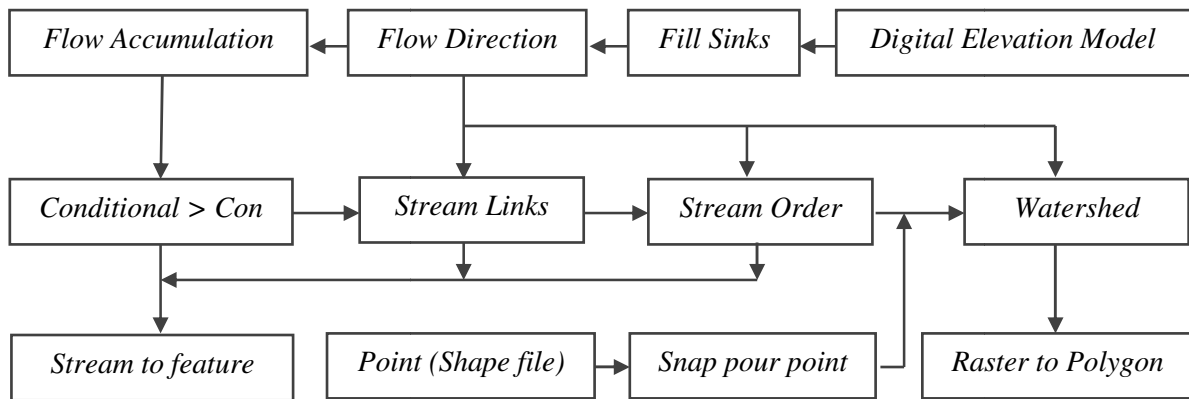 Flow Accumulation
Flow Direction
Fill Sinks
Digital Elevation Model
Conditional > Con
Stream Links
Stream Order
Watershed
Stream to feature
Point (Shape file)
Snap pour point
Raster to Polygon